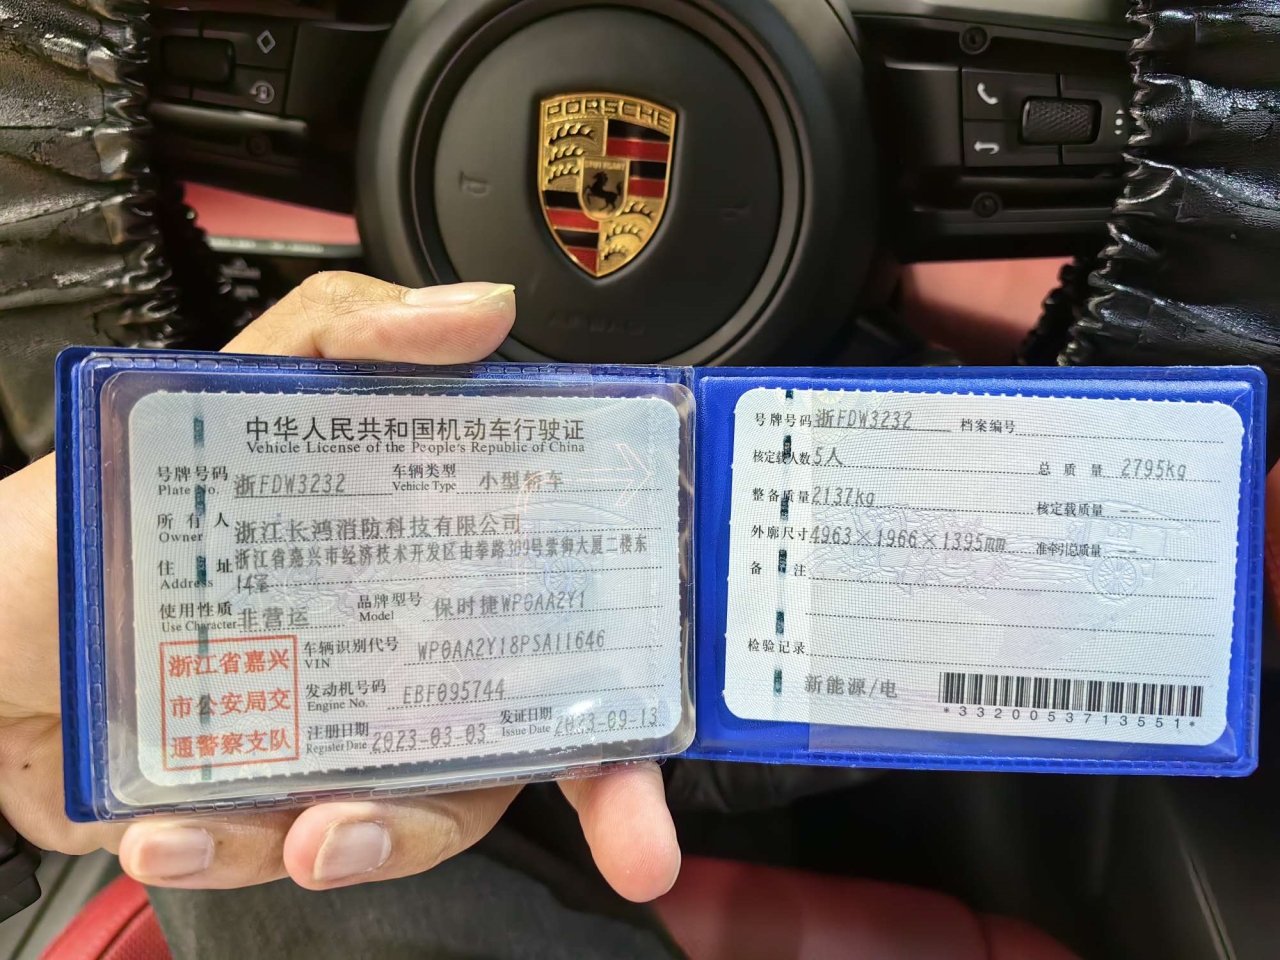 PORSCHE
中华人民共和国机动车行驶证
Vehicle License of the People's Republic of China
号牌号码 浙FDW3232 车辆类型 小型轿车
Plate No. Vehicle Type
所有人 浙江长鸿消防科技有限公司
Owner
住址 浙江省嘉兴市经济技术开发区由拳路309号紫御大厦二楼东
Address 14室
使用性质 非营运 品牌型号 保时捷WP0AA2Y1
Use Character Model
浙江省嘉兴
市公安局交
通警察支队
车辆识别代号 WP0AA2Y18PSA11646
VIN
发动机号码 EBF095744
Engine No.
注册日期 2023-03-03 发证日期 2023-09-13
Register Date Issue Date
号牌号码 浙FDW3232 档案编号
核定载人数 5人 总质量 2795kg
整备质量 2137kg 核定载质量 --
外廓尺寸 4963×1966×1395mm 准牵引总质量 --
备注
检验记录
新能源/电
*3320053713551*